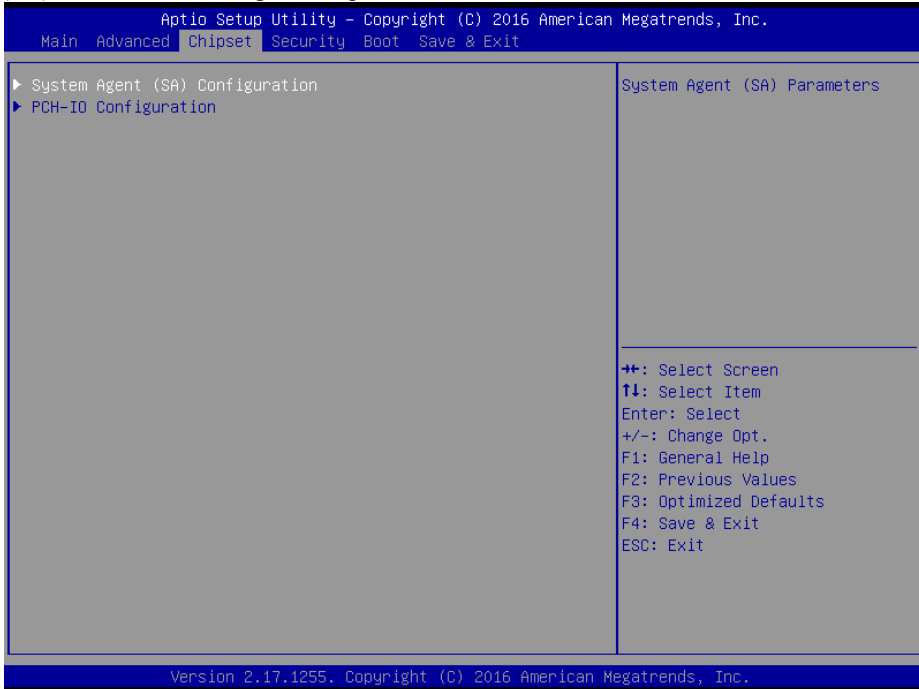 Aptio Setup Utility – Copyright (C) 2016 American Megatrends, Inc.
Main Advanced Chipset Security Boot Save & Exit
▶ System Agent (SA) Configuration
▶ PCH-IO Configuration
System Agent (SA) Parameters
→←: Select Screen
↑↓: Select Item
Enter: Select
+/-: Change Opt.
F1: General Help
F2: Previous Values
F3: Optimized Defaults
F4: Save & Exit
ESC: Exit
Version 2.17.1255. Copyright (C) 2016 American Megatrends, Inc.